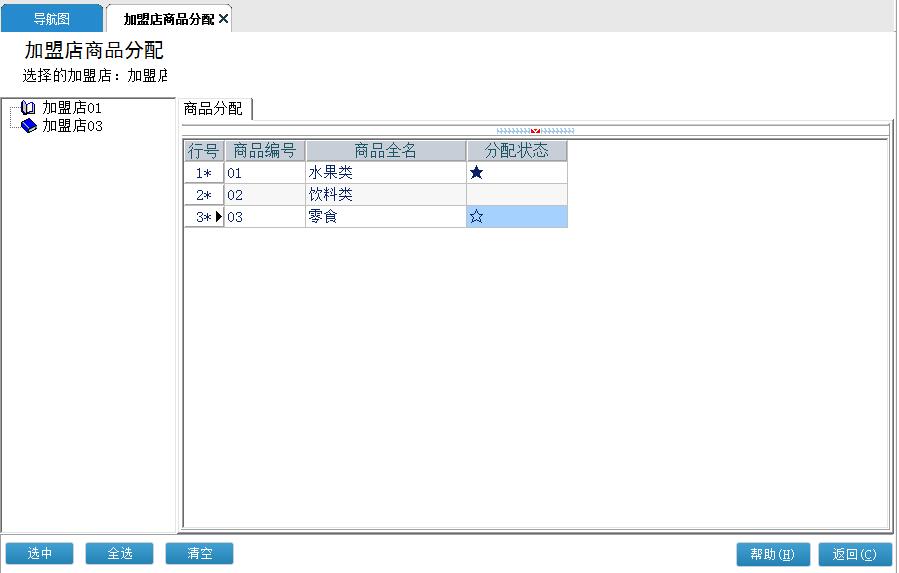 导航图
加盟店商品分配
加盟店商品分配
选择的加盟店：加盟
加盟店01
加盟店03
商品分配
行号 商品编号 商品全名 分配状态
1* 01 水果类 ★
2* 02 饮料类
3* 03 零食 ☆
选中 全选 清空 帮助(H) 返回(C)